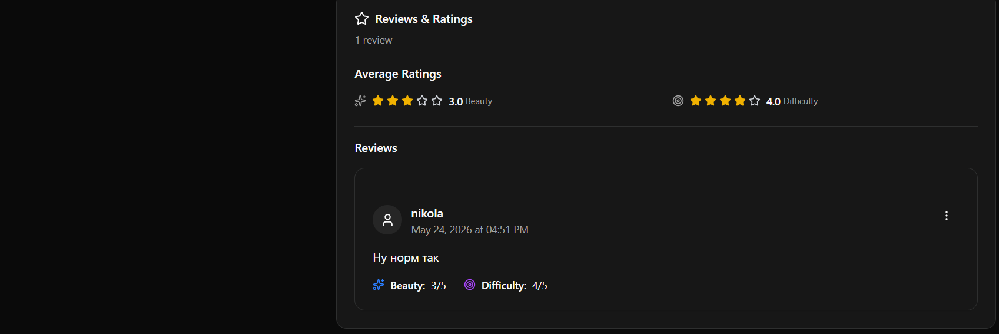 Reviews & Ratings
1 review
Average Ratings
3.0 Beauty
4.0 Difficulty
Reviews
nikola
May 24, 2026 at 04:51 PM
Ну норм так
Beauty: 3/5 Difficulty: 4/5